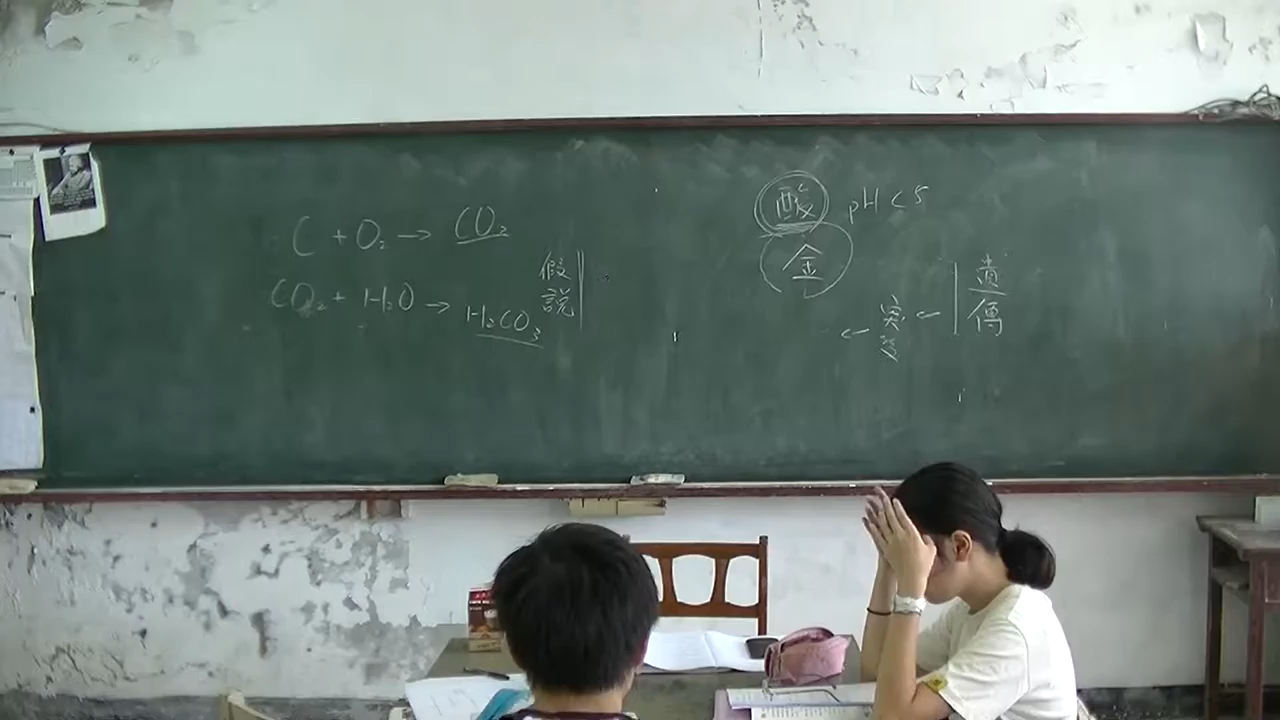 C + O₂ → CO₂
CO₂ + H₂O → H₂CO₃
假說
酸 pH < 5
金
遺傳